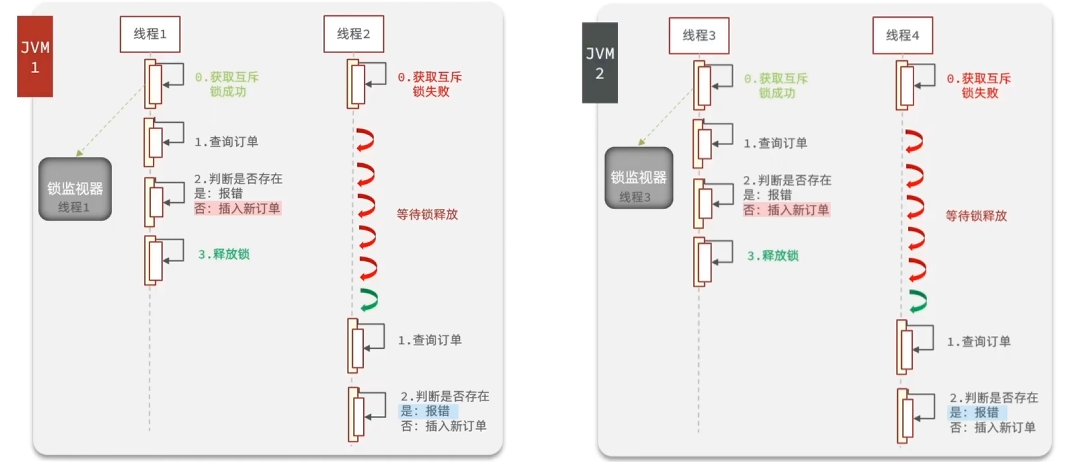 JVM
1
线程1
线程2
0.获取互斥
锁成功
0.获取互斥
锁失败
1.查询订单
锁监视器
线程1
2.判断是否存在
是: 报错
否: 插入新订单
等待锁释放
3.释放锁
1.查询订单
2.判断是否存在
是: 报错
否: 插入新订单
JVM
2
线程3
线程4
0.获取互斥
锁成功
0.获取互斥
锁失败
1.查询订单
锁监视器
线程3
2.判断是否存在
是: 报错
否: 插入新订单
等待锁释放
3.释放锁
1.查询订单
2.判断是否存在
是: 报错
否: 插入新订单